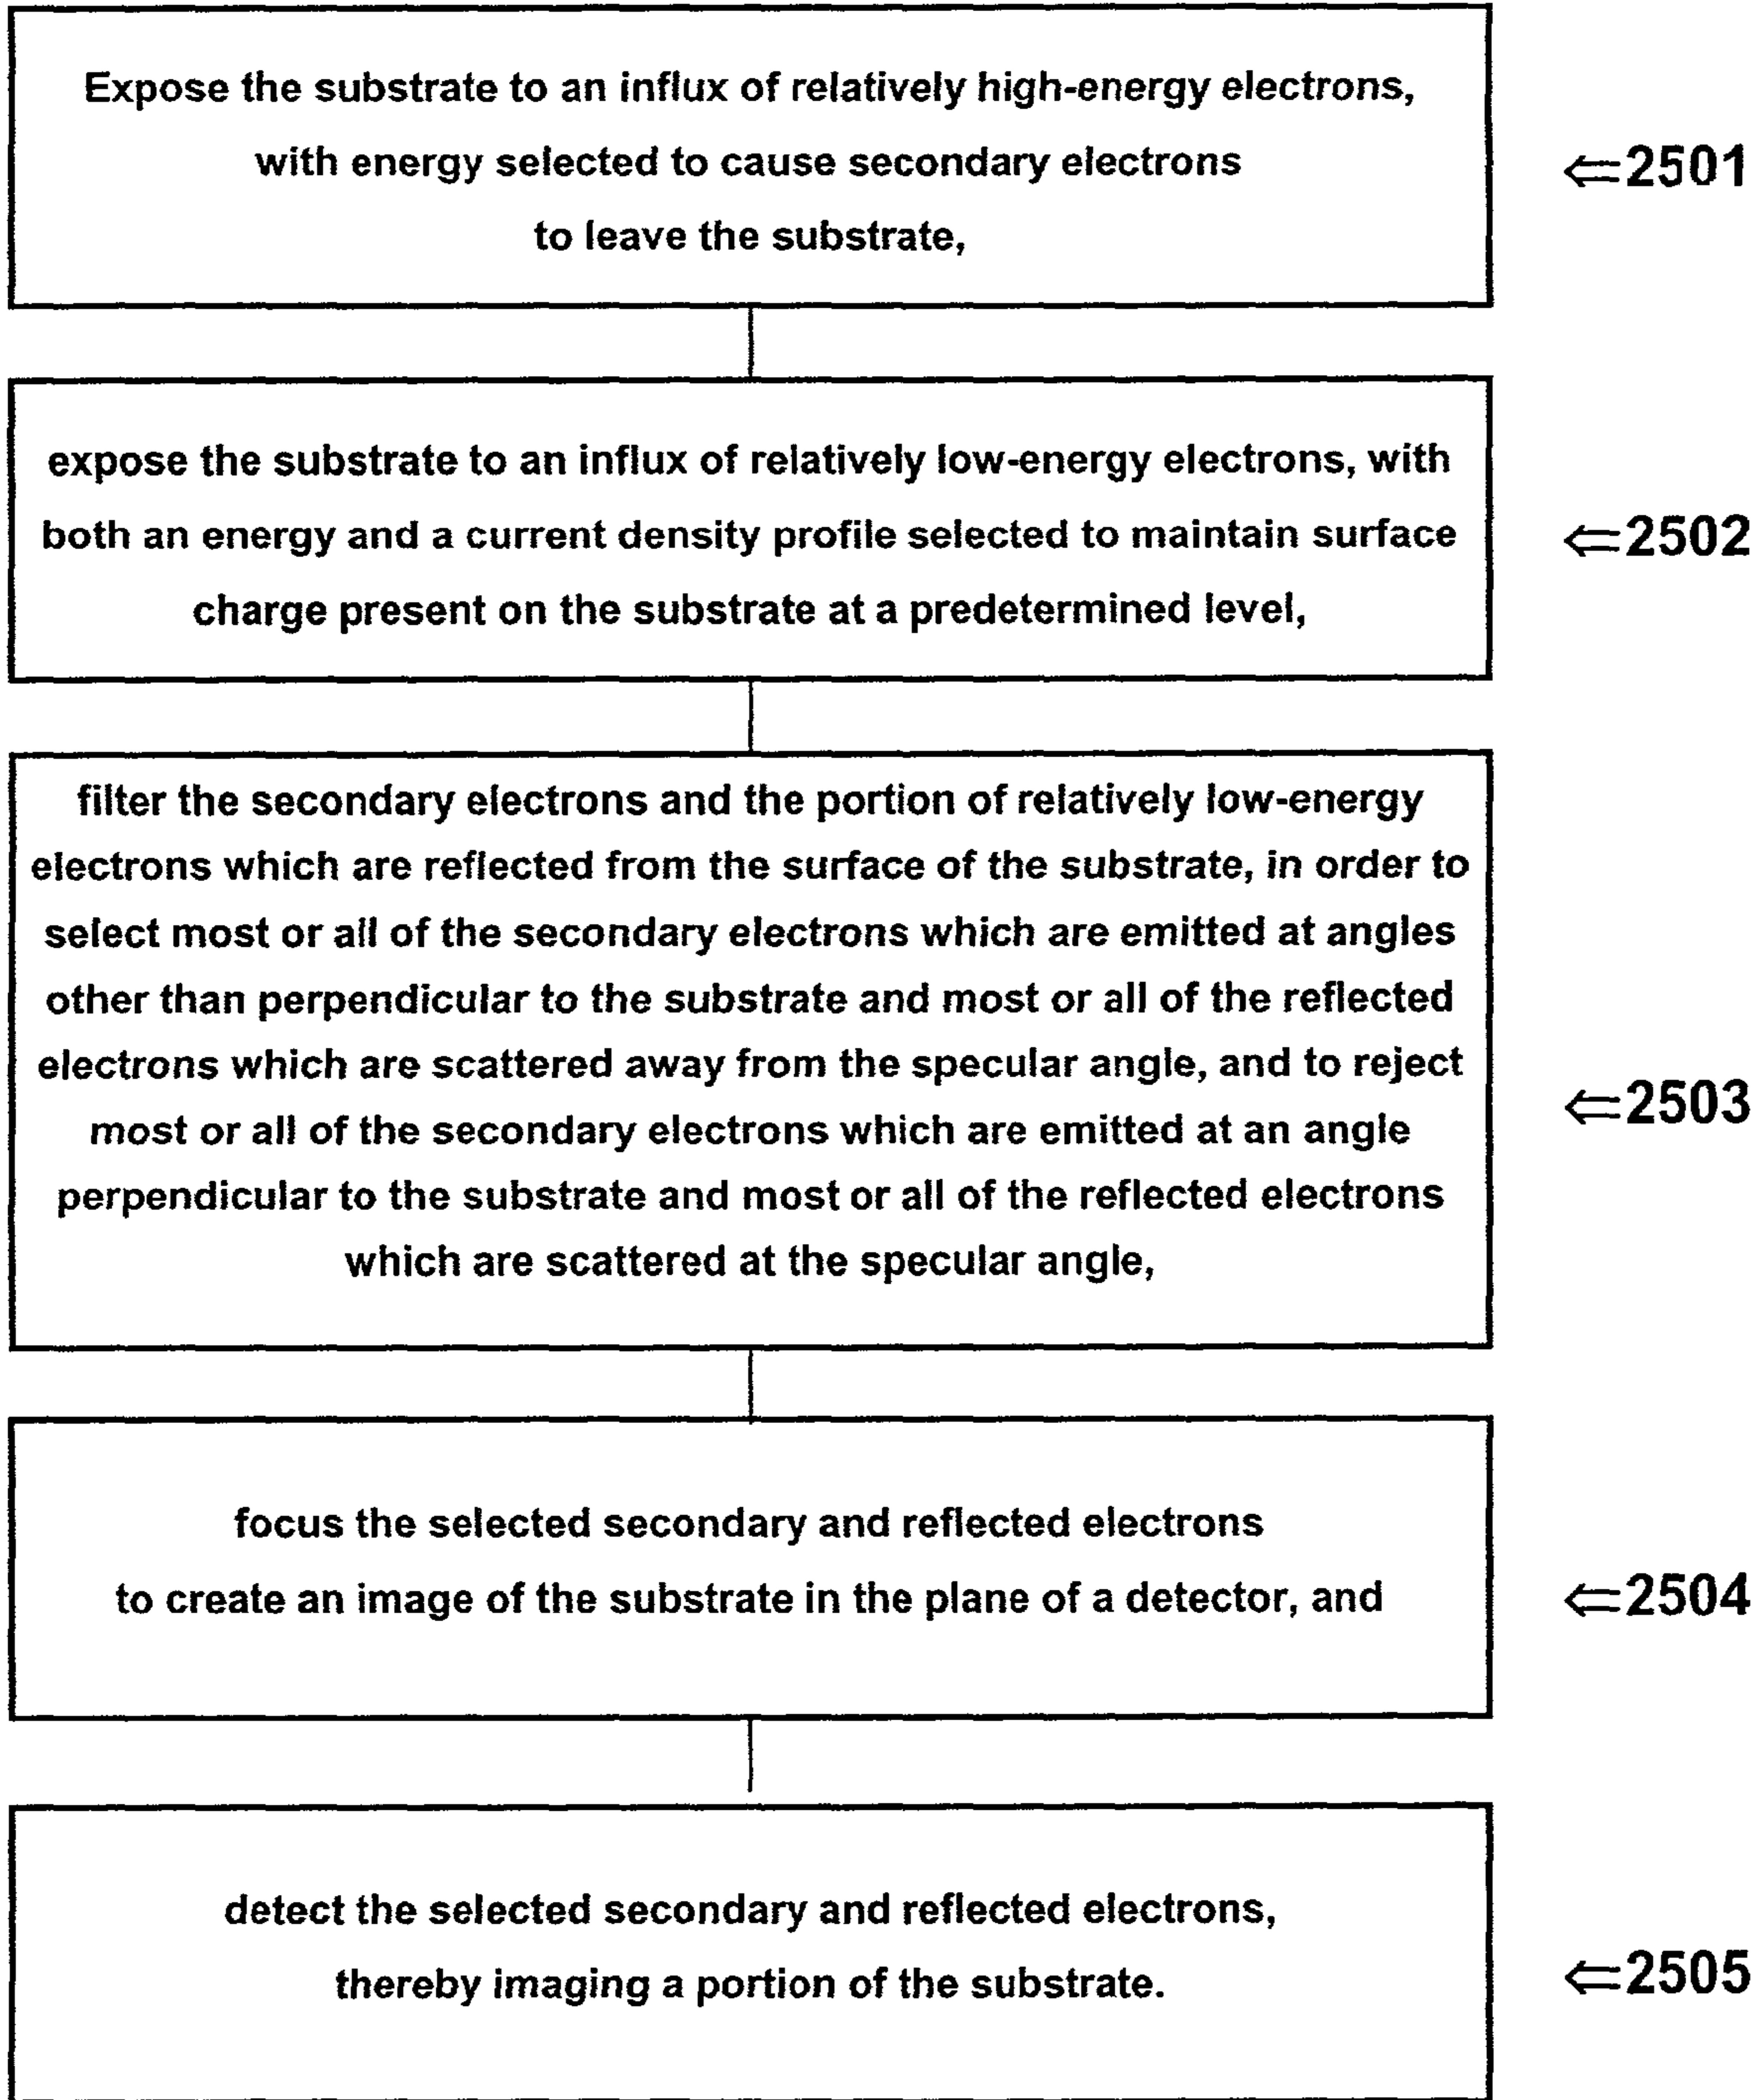 Expose the substrate to an influx of relatively high-energy electrons,
with energy selected to cause secondary electrons
to leave the substrate,
⇐2501
expose the substrate to an influx of relatively low-energy electrons, with
both an energy and a current density profile selected to maintain surface
charge present on the substrate at a predetermined level,
⇐2502
filter the secondary electrons and the portion of relatively low-energy
electrons which are reflected from the surface of the substrate, in order to
select most or all of the secondary electrons which are emitted at angles
other than perpendicular to the substrate and most or all of the reflected
electrons which are scattered away from the specular angle, and to reject
most or all of the secondary electrons which are emitted at an angle
perpendicular to the substrate and most or all of the reflected electrons
which are scattered at the specular angle,
⇐2503
focus the selected secondary and reflected electrons
to create an image of the substrate in the plane of a detector, and
⇐2504
detect the selected secondary and reflected electrons,
thereby imaging a portion of the substrate.
⇐2505